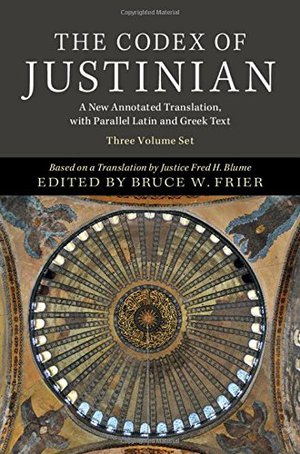 THE CODEX OF
JUSTINIAN
A New Annotated Translation,
with Parallel Latin and Greek Text
Three Volume Set
Based on a Translation by Justice Fred H. Blume
EDITED BY BRUCE W. FRIER